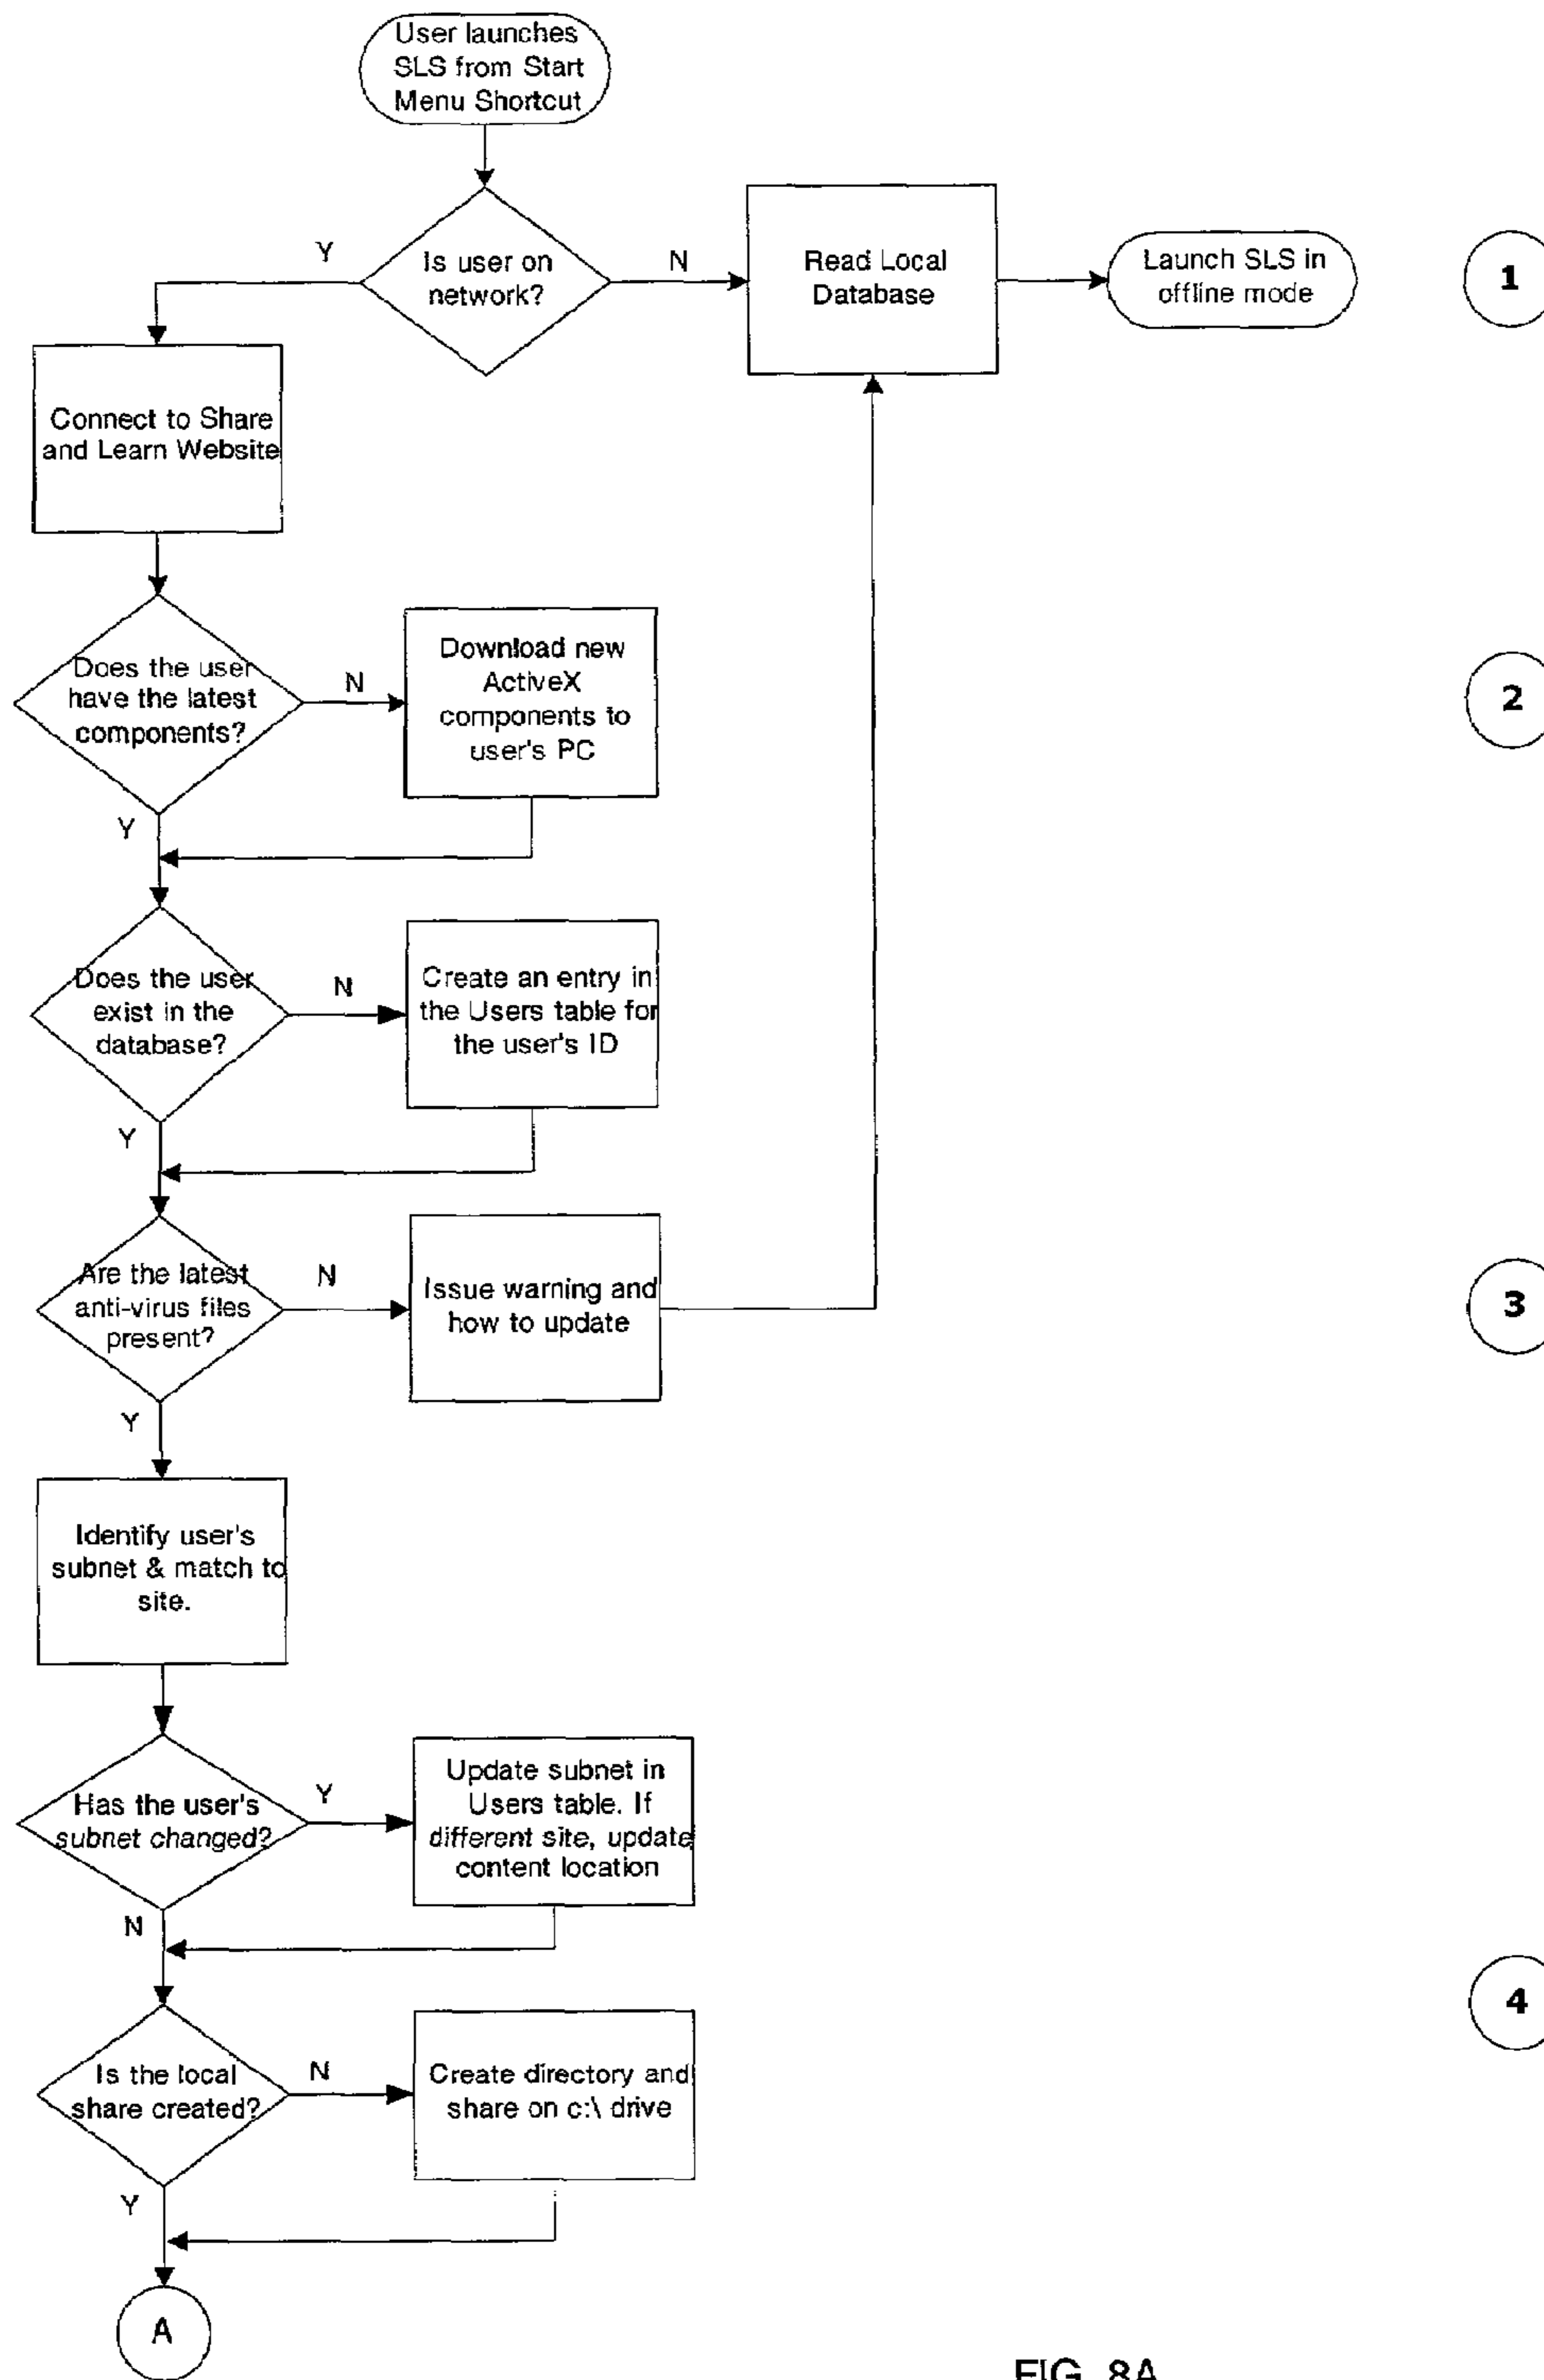 User launches
SLS from Start
Menu Shortcut
Y
Is user on
network?
N
Read Local
Database
Launch SLS in
offline mode
1
Connect to Share
and Learn Website
Does the user
have the latest
components?
N
Download new
ActiveX
components to
user's PC
2
Y
Does the user
exist in the
database?
N
Create an entry in
the Users table for
the user's ID
Y
Are the latest
anti-virus files
present?
N
Issue warning and
how to update
3
Y
Identify user's
subnet & match to
site.
Has the user's
subnet changed?
Y
Update subnet in
Users table. If
different site, update
content location
N
4
Is the local
share created?
N
Create directory and
share on c:\ drive
Y
A
FIG. 8A